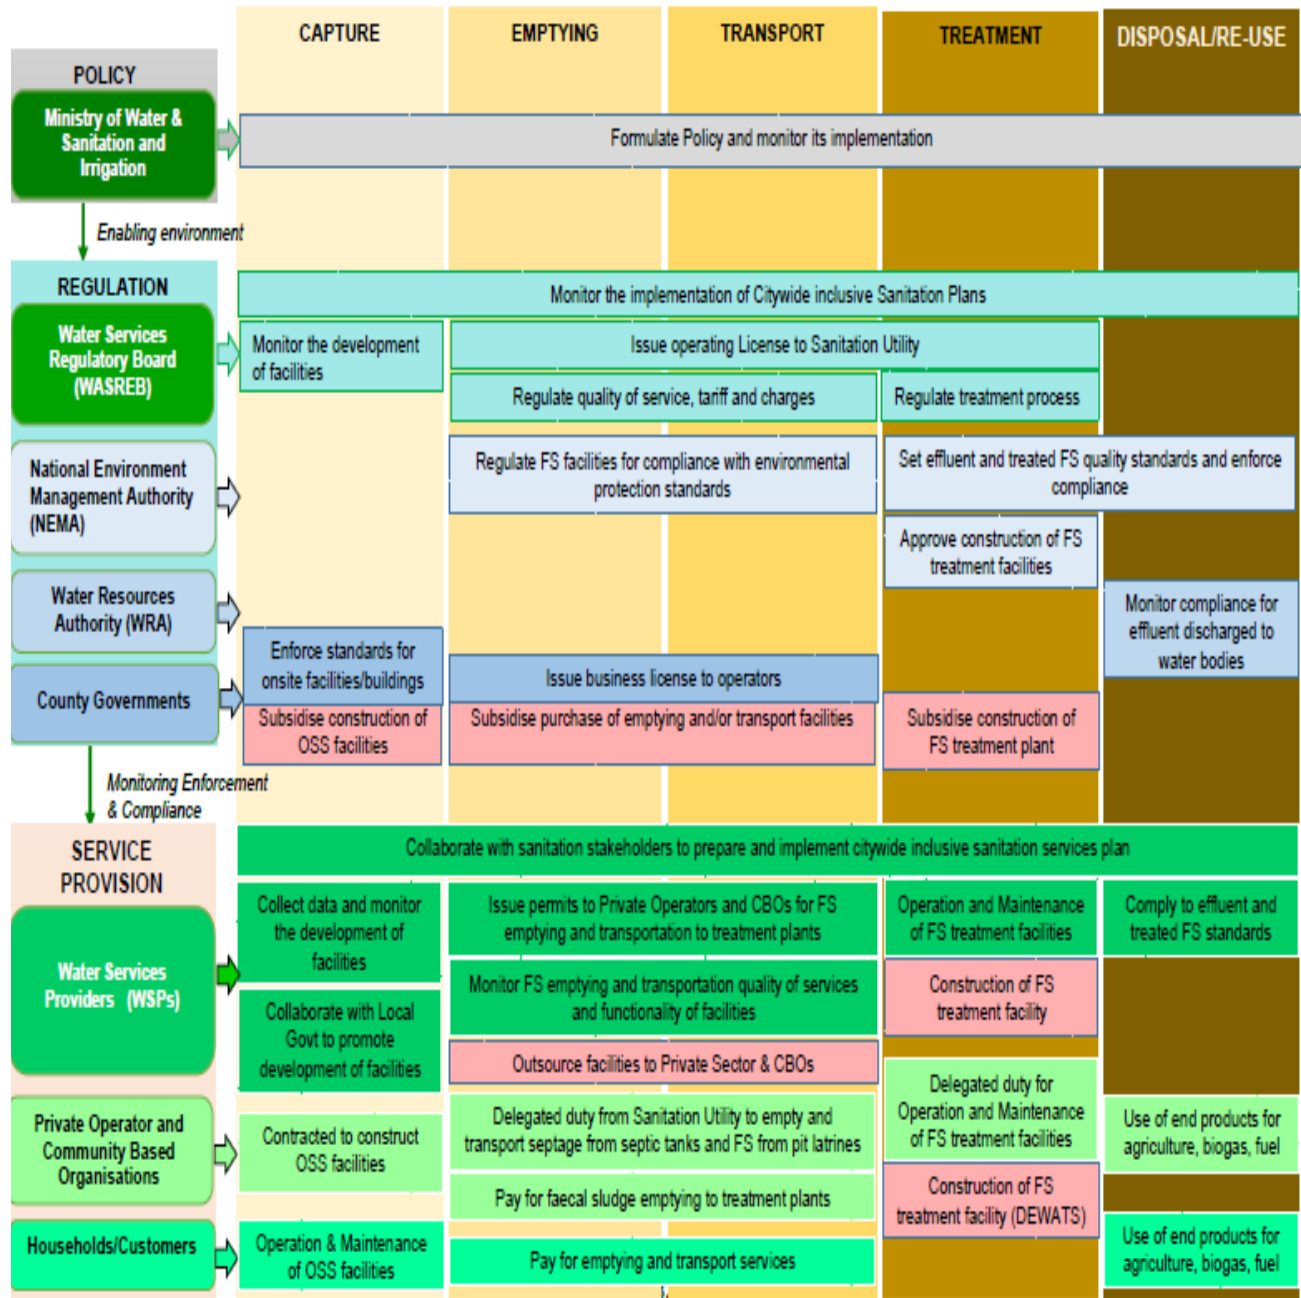 CAPTURE
EMPTYING
TRANSPORT
TREATMENT
DISPOSAL/RE-USE
POLICY
Ministry of Water &
Sanitation and
Irrigation
Formulate Policy and monitor its implementation
Enabling environment
REGULATION
Monitor the implementation of Citywide inclusive Sanitation Plans
Water Services
Regulatory Board
(WASREB)
Monitor the development
of facilities
Issue operating License to Sanitation Utility
Regulate quality of service, tariff and charges
Regulate treatment process
National Environment
Management Authority
(NEMA)
Regulate FS facilities for compliance with environmental
protection standards
Set effluent and treated FS quality standards and enforce
compliance
Approve construction of FS
treatment facilities
Water Resources
Authority (WRA)
Monitor compliance for
effluent discharged to
water bodies
County Governments
Enforce standards for
onsite facilities/buildings
Issue business license to operators
Subsidise construction of
OSS facilities
Subsidise purchase of emptying and/or transport facilities
Subsidise construction of
FS treatment plant
Monitoring Enforcement
& Compliance
SERVICE
PROVISION
Collaborate with sanitation stakeholders to prepare and implement citywide inclusive sanitation services plan
Water Services
Providers (WSPs)
Collect data and monitor
the development of
facilities
Issue permits to Private Operators and CBOs for FS
emptying and transportation to treatment plants
Operation and Maintenance
of FS treatment facilities
Comply to effluent and
treated FS standards
Collaborate with Local
Govt to promote
development of facilities
Monitor FS emptying and transportation quality of services
and functionality of facilities
Construction of FS
treatment facility
Outsource facilities to Private Sector & CBOs
Private Operator and
Community Based
Organisations
Contracted to construct
OSS facilities
Delegated duty from Sanitation Utility to empty and
transport septage from septic tanks and FS from pit latrines
Delegated duty for
Operation and Maintenance
of FS treatment facilities
Use of end products for
agriculture, biogas, fuel
Pay for faecal sludge emptying to treatment plants
Construction of FS
treatment facility (DEWATS)
Households/Customers
Operation & Maintenance
of OSS facilities
Pay for emptying and transport services
Use of end products for
agriculture, biogas, fuel